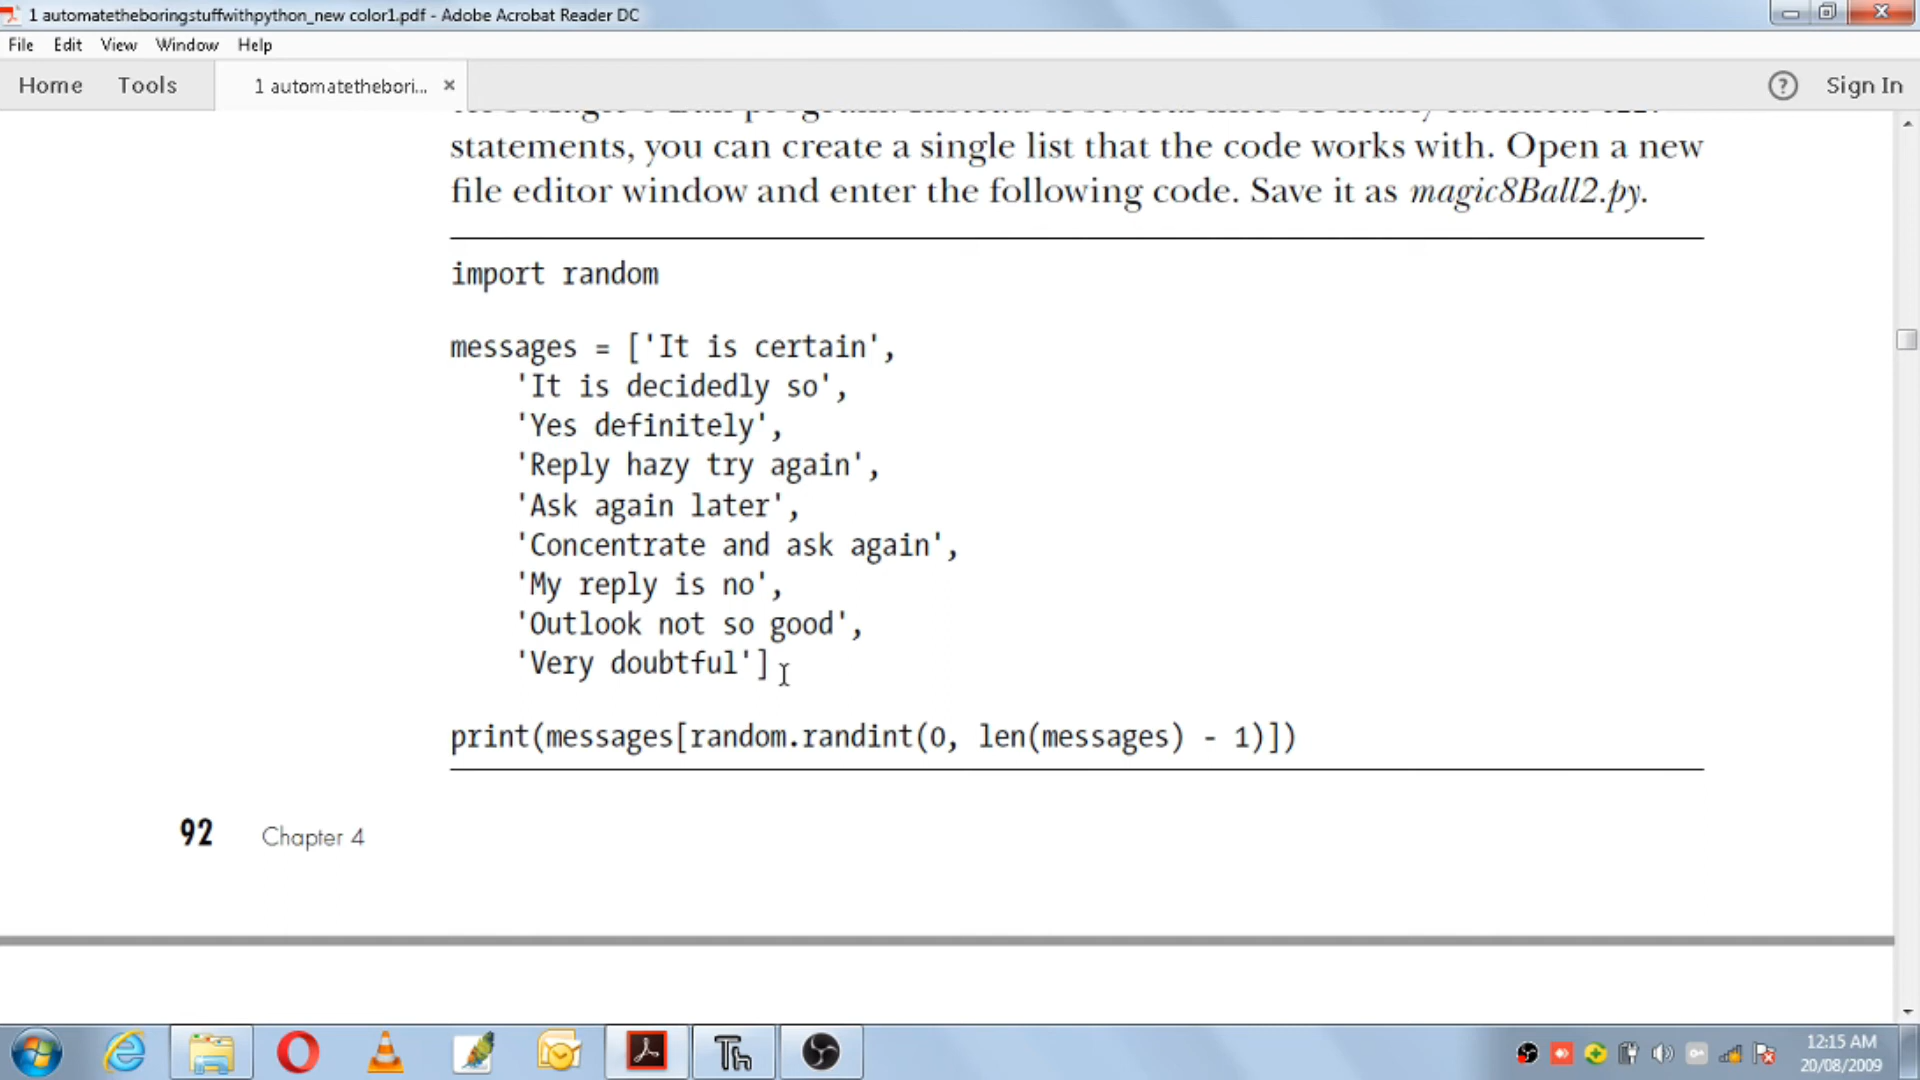 1 automatetheboringstuffwithpython_new color1.pdf - Adobe Acrobat Reader DC
File Edit View Window Help
Home Tools 1 automatethebori... × ? Sign In
statements, you can create a single list that the code works with. Open a new
file editor window and enter the following code. Save it as magic8Ball2.py.
import random
messages = ['It is certain',
'It is decidedly so',
'Yes definitely',
'Reply hazy try again',
'Ask again later',
'Concentrate and ask again',
'My reply is no',
'Outlook not so good',
'Very doubtful']
print(messages[random.randint(0, len(messages) - 1)])
92 Chapter 4
Th
12:15 AM
20/08/2009